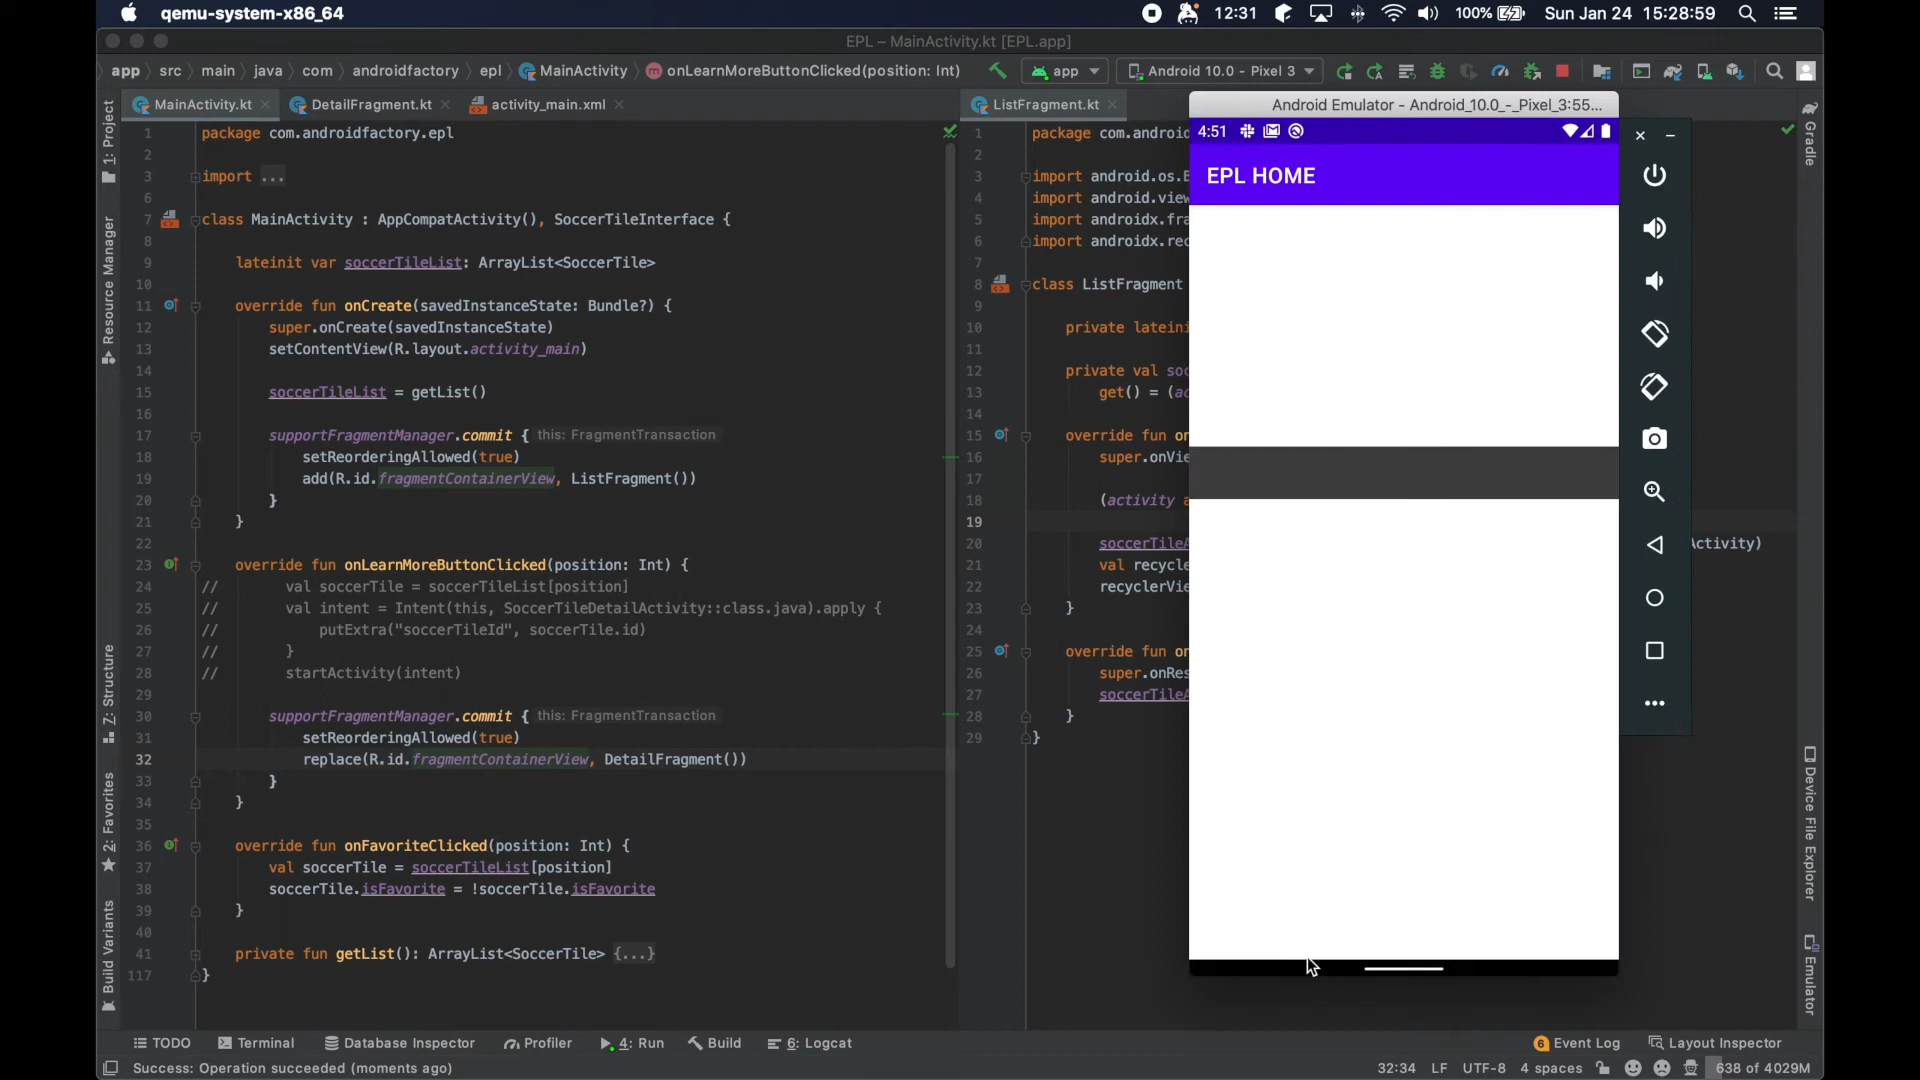 qemu-system-x86_64
12:31
100%
Sun Jan 24 15:28:59
EPL – MainActivity.kt [EPL.app]
app
src
main
java
com
androidfactory
epl
MainActivity
onLearnMoreButtonClicked(position: Int)
app
Android 10.0 - Pixel 3
MainActivity.kt
DetailFragment.kt
activity_main.xml
ListFragment.kt
1: Project
Resource Manager
Z: Structure
2: Favorites
Build Variants
1 package com.androidfactory.epl
2
3 import ...
6
7 class MainActivity : AppCompatActivity(), SoccerTileInterface {
8
9 lateinit var soccerTileList: ArrayList<SoccerTile>
10
11 override fun onCreate(savedInstanceState: Bundle?) {
12 super.onCreate(savedInstanceState)
13 setContentView(R.layout.activity_main)
14
15 soccerTileList = getList()
16
17 supportFragmentManager.commit { this: FragmentTransaction
18 setReorderingAllowed(true)
19 add(R.id.fragmentContainerView, ListFragment())
20 }
21 }
22
23 override fun onLearnMoreButtonClicked(position: Int) {
24 // val soccerTile = soccerTileList[position]
25 // val intent = Intent(this, SoccerTileDetailActivity::class.java).apply {
26 // putExtra("soccerTileId", soccerTile.id)
27 // }
28 // startActivity(intent)
29
30 supportFragmentManager.commit { this: FragmentTransaction
31 setReorderingAllowed(true)
32 replace(R.id.fragmentContainerView, DetailFragment())
33 }
34 }
35
36 override fun onFavoriteClicked(position: Int) {
37 val soccerTile = soccerTileList[position]
38 soccerTile.isFavorite = !soccerTile.isFavorite
39 }
40
41 private fun getList(): ArrayList<SoccerTile> {...}
117 }
1 package com.androi
2
3 import android.os.
4 import android.vie
5 import androidx.fra
6 import androidx.rec
7
8 class ListFragment
9
10 private lateini
11
12 private val soc
13 get() = (a
14
15 override fun on
16 super.onVie
17
18 (activity a
19
20 soccerTileA ctivity)
21 val recycle
22 recyclerVie
23 }
24
25 override fun on
26 super.onRes
27 soccerTileA
28 }
29 }
Android Emulator - Android_10.0_-_Pixel_3:55...
4:51
EPL HOME
Gradle
Device File Explorer
Emulator
TODO
Terminal
Database Inspector
Profiler
4: Run
Build
6: Logcat
6 Event Log
Layout Inspector
Success: Operation succeeded (moments ago)
32:34 LF UTF-8 4 spaces
638 of 4029M